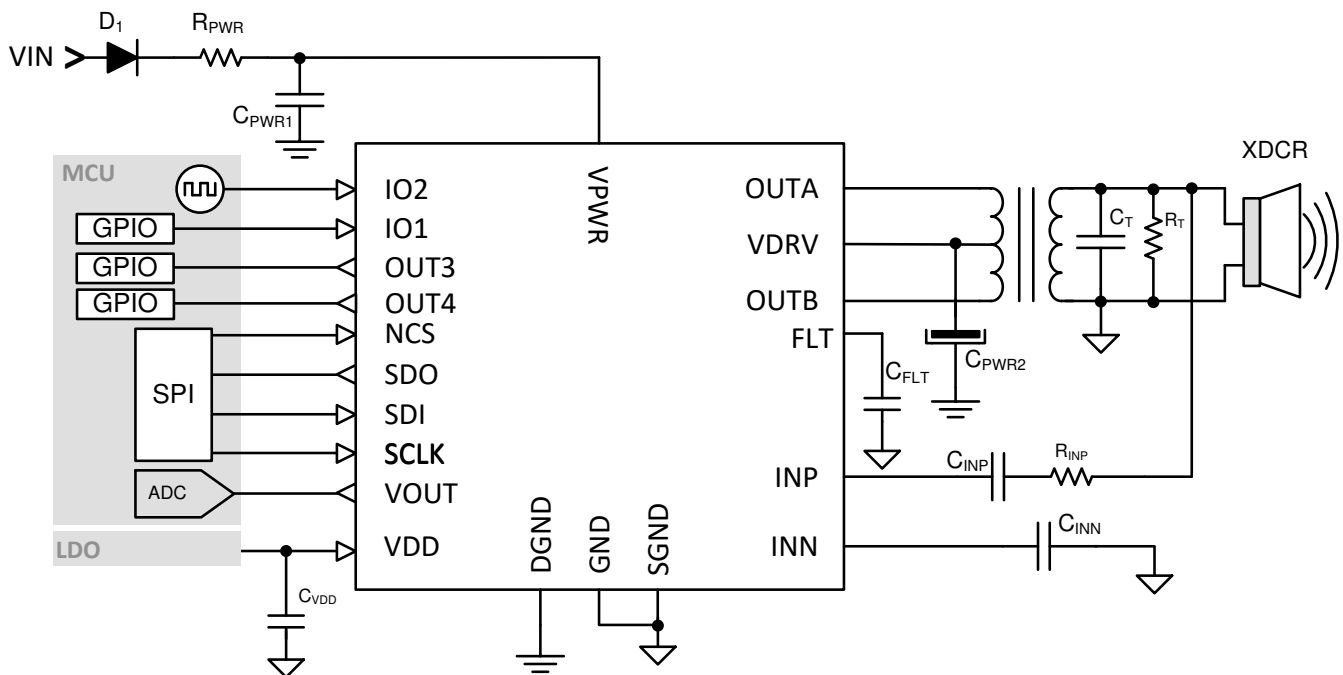 D1
RPWR
VIN
CPWR1
XDCR
MCU
VPWR
IO2
OUTA
GPIO
IO1
CT
RT
GPIO
OUT3
VDRV
GPIO
OUT4
OUTB
NCS
FLT
CPWR2
CFLT
SPI
SDO
SDI
SCLK
CINP
RINP
ADC
VOUT
INP
LDO
VDD
DGND
GND
SGND
INN
CINN
CVDD